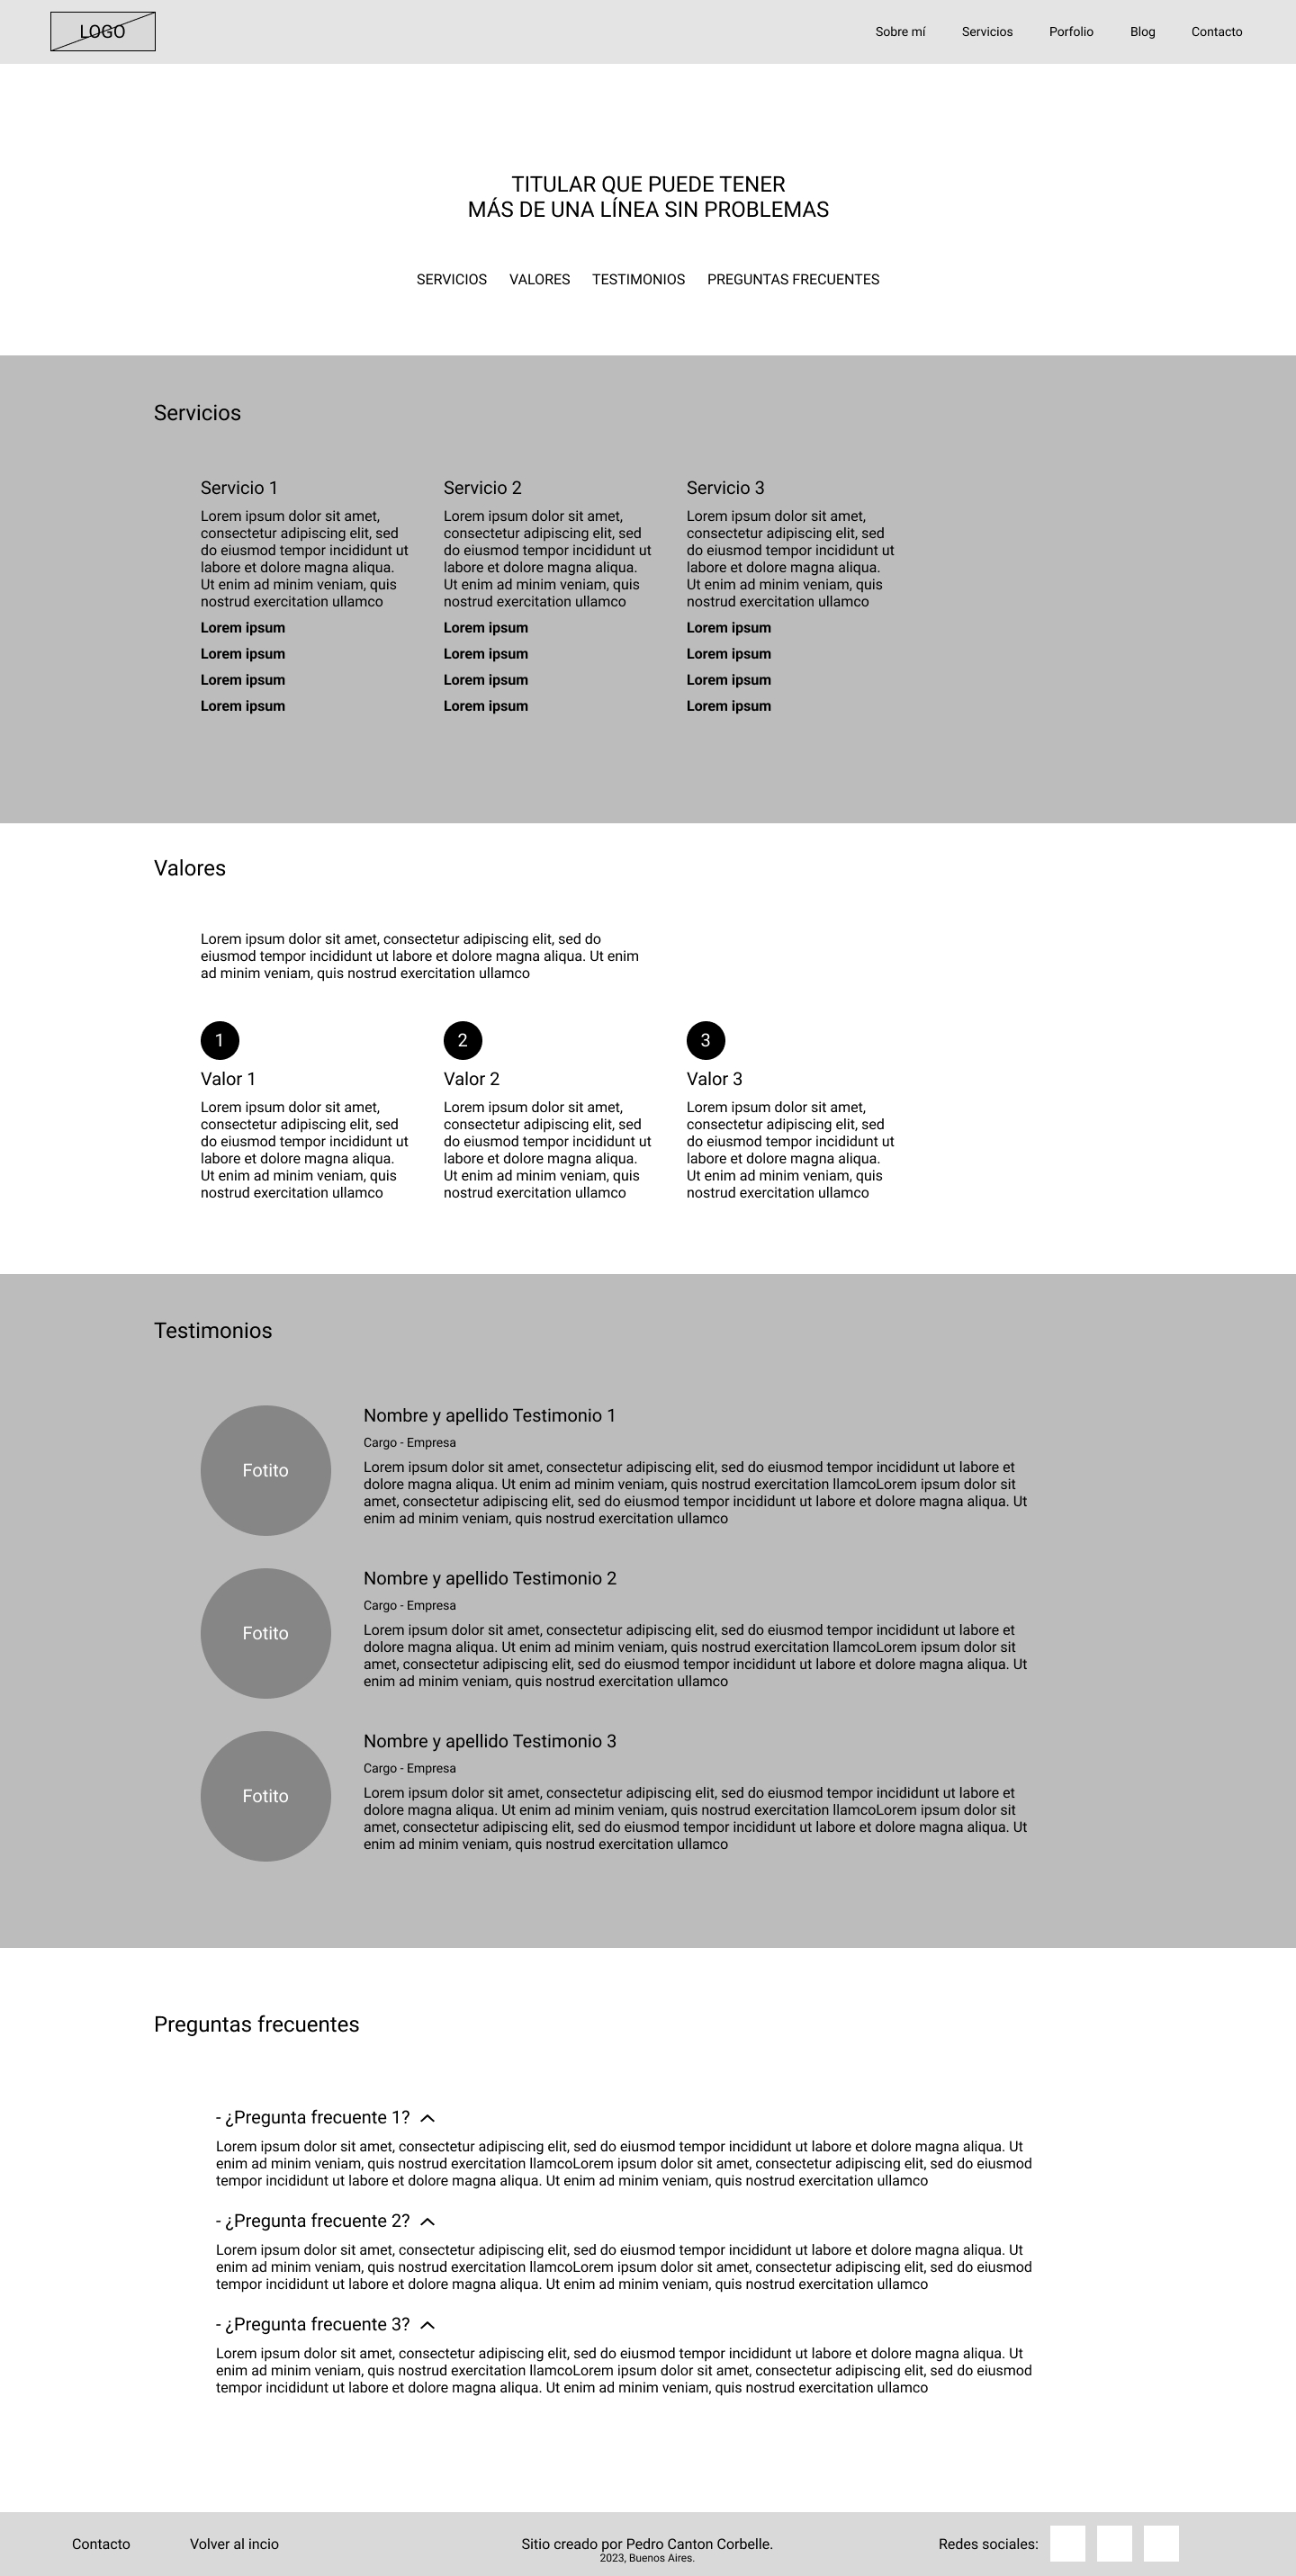 LOGO
Sobre mí
Servicios
Porfolio
Blog
Contacto
TITULAR QUE PUEDE TENER
MÁS DE UNA LÍNEA SIN PROBLEMAS
SERVICIOS
VALORES
TESTIMONIOS
PREGUNTAS FRECUENTES
Servicios
Servicio 1
Lorem ipsum dolor sit amet,
consectetur adipiscing elit, sed
do eiusmod tempor incididunt ut
labore et dolore magna aliqua.
Ut enim ad minim veniam, quis
nostrud exercitation ullamco
Lorem ipsum
Lorem ipsum
Lorem ipsum
Lorem ipsum
Servicio 2
Lorem ipsum dolor sit amet,
consectetur adipiscing elit, sed
do eiusmod tempor incididunt ut
labore et dolore magna aliqua.
Ut enim ad minim veniam, quis
nostrud exercitation ullamco
Lorem ipsum
Lorem ipsum
Lorem ipsum
Lorem ipsum
Servicio 3
Lorem ipsum dolor sit amet,
consectetur adipiscing elit, sed
do eiusmod tempor incididunt ut
labore et dolore magna aliqua.
Ut enim ad minim veniam, quis
nostrud exercitation ullamco
Lorem ipsum
Lorem ipsum
Lorem ipsum
Lorem ipsum
Valores
Lorem ipsum dolor sit amet, consectetur adipiscing elit, sed do
eiusmod tempor incididunt ut labore et dolore magna aliqua. Ut enim
ad minim veniam, quis nostrud exercitation ullamco
1
Valor 1
Lorem ipsum dolor sit amet,
consectetur adipiscing elit, sed
do eiusmod tempor incididunt ut
labore et dolore magna aliqua.
Ut enim ad minim veniam, quis
nostrud exercitation ullamco
2
Valor 2
Lorem ipsum dolor sit amet,
consectetur adipiscing elit, sed
do eiusmod tempor incididunt ut
labore et dolore magna aliqua.
Ut enim ad minim veniam, quis
nostrud exercitation ullamco
3
Valor 3
Lorem ipsum dolor sit amet,
consectetur adipiscing elit, sed
do eiusmod tempor incididunt ut
labore et dolore magna aliqua.
Ut enim ad minim veniam, quis
nostrud exercitation ullamco
Testimonios
Fotito
Nombre y apellido Testimonio 1
Cargo - Empresa
Lorem ipsum dolor sit amet, consectetur adipiscing elit, sed do eiusmod tempor incididunt ut labore et
dolore magna aliqua. Ut enim ad minim veniam, quis nostrud exercitation llamcoLorem ipsum dolor sit
amet, consectetur adipiscing elit, sed do eiusmod tempor incididunt ut labore et dolore magna aliqua. Ut
enim ad minim veniam, quis nostrud exercitation ullamco
Fotito
Nombre y apellido Testimonio 2
Cargo - Empresa
Lorem ipsum dolor sit amet, consectetur adipiscing elit, sed do eiusmod tempor incididunt ut labore et
dolore magna aliqua. Ut enim ad minim veniam, quis nostrud exercitation llamcoLorem ipsum dolor sit
amet, consectetur adipiscing elit, sed do eiusmod tempor incididunt ut labore et dolore magna aliqua. Ut
enim ad minim veniam, quis nostrud exercitation ullamco
Fotito
Nombre y apellido Testimonio 3
Cargo - Empresa
Lorem ipsum dolor sit amet, consectetur adipiscing elit, sed do eiusmod tempor incididunt ut labore et
dolore magna aliqua. Ut enim ad minim veniam, quis nostrud exercitation llamcoLorem ipsum dolor sit
amet, consectetur adipiscing elit, sed do eiusmod tempor incididunt ut labore et dolore magna aliqua. Ut
enim ad minim veniam, quis nostrud exercitation ullamco
Preguntas frecuentes
- ¿Pregunta frecuente 1?
Lorem ipsum dolor sit amet, consectetur adipiscing elit, sed do eiusmod tempor incididunt ut labore et dolore magna aliqua. Ut
enim ad minim veniam, quis nostrud exercitation llamcoLorem ipsum dolor sit amet, consectetur adipiscing elit, sed do eiusmod
tempor incididunt ut labore et dolore magna aliqua. Ut enim ad minim veniam, quis nostrud exercitation ullamco
- ¿Pregunta frecuente 2?
Lorem ipsum dolor sit amet, consectetur adipiscing elit, sed do eiusmod tempor incididunt ut labore et dolore magna aliqua. Ut
enim ad minim veniam, quis nostrud exercitation llamcoLorem ipsum dolor sit amet, consectetur adipiscing elit, sed do eiusmod
tempor incididunt ut labore et dolore magna aliqua. Ut enim ad minim veniam, quis nostrud exercitation ullamco
- ¿Pregunta frecuente 3?
Lorem ipsum dolor sit amet, consectetur adipiscing elit, sed do eiusmod tempor incididunt ut labore et dolore magna aliqua. Ut
enim ad minim veniam, quis nostrud exercitation llamcoLorem ipsum dolor sit amet, consectetur adipiscing elit, sed do eiusmod
tempor incididunt ut labore et dolore magna aliqua. Ut enim ad minim veniam, quis nostrud exercitation ullamco
Contacto
Volver al incio
Sitio creado por Pedro Canton Corbelle.
2023, Buenos Aires.
Redes sociales: